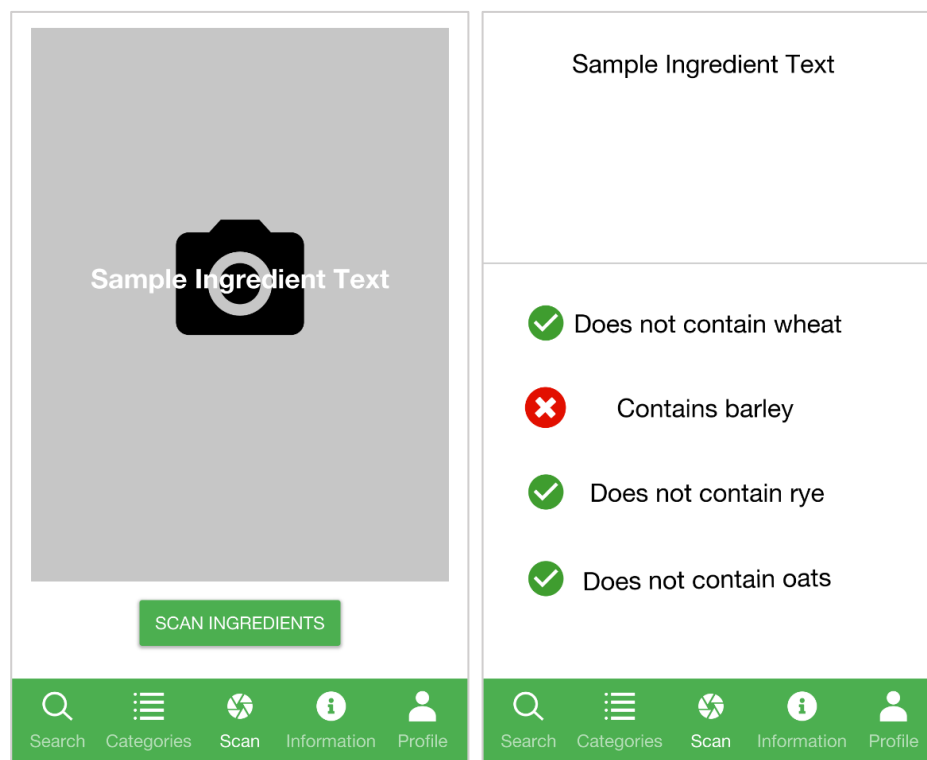 Sample Ingredient Text
SCAN INGREDIENTS
Search Categories Scan Information Profile
Sample Ingredient Text
Does not contain wheat
Contains barley
Does not contain rye
Does not contain oats
Search Categories Scan Information Profile